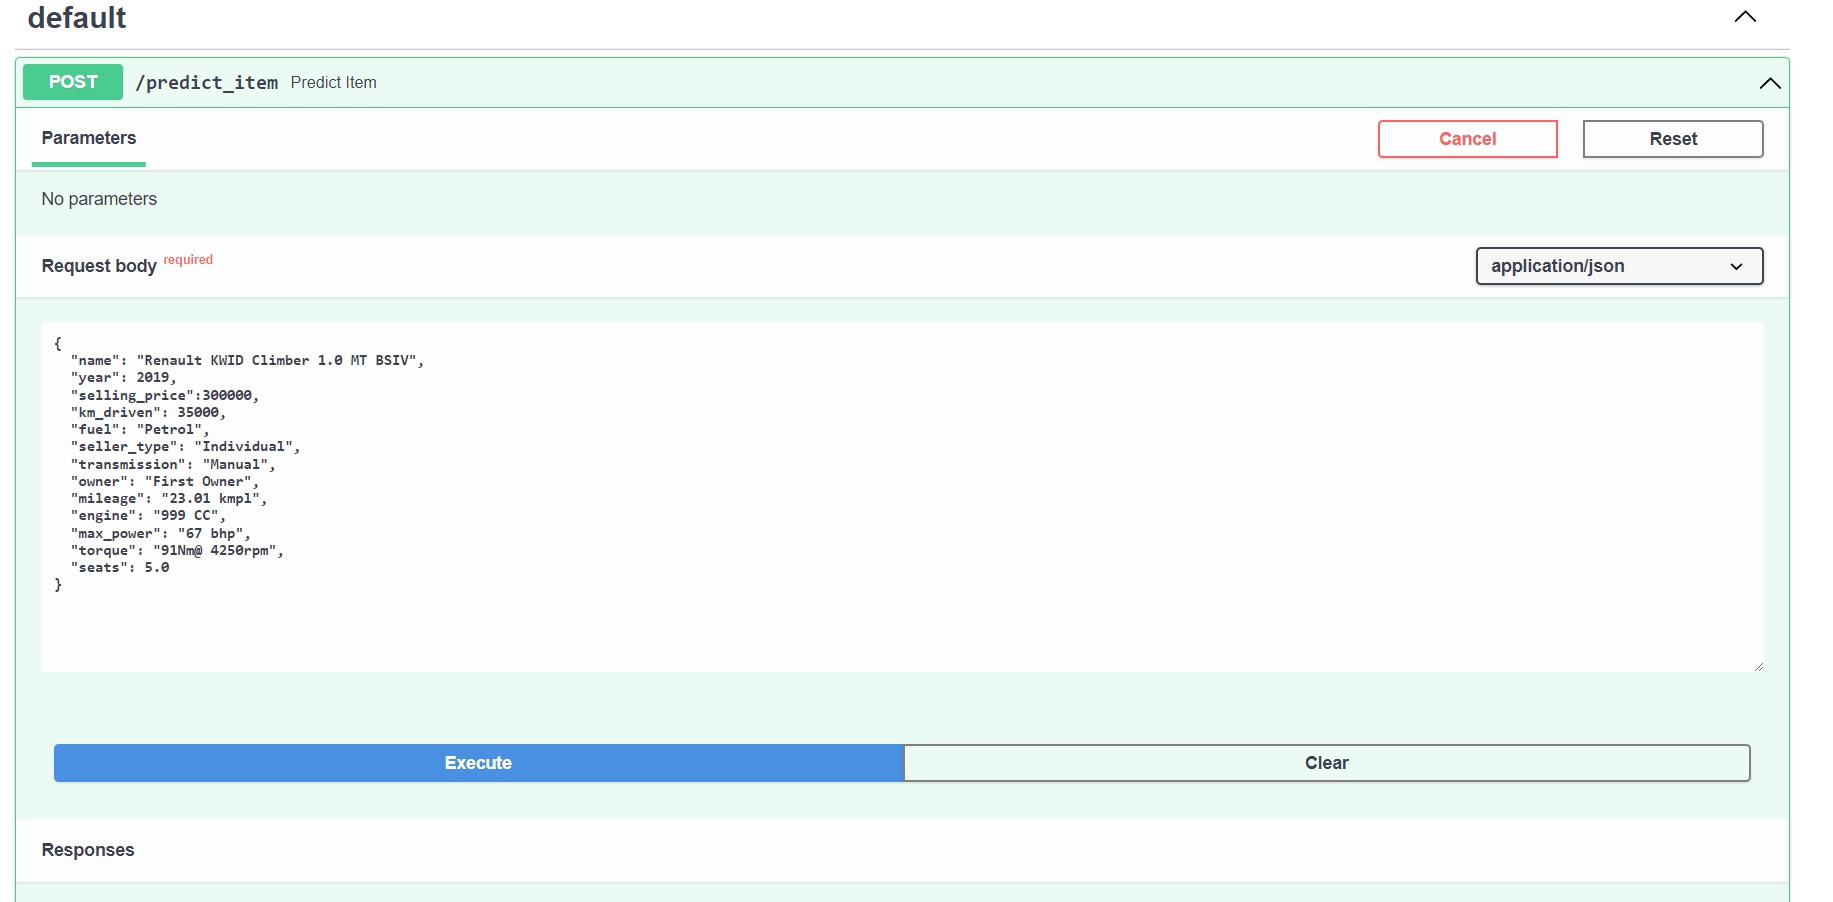 default
POST /predict_item Predict Item
Parameters
Cancel
Reset
No parameters
Request body required
application/json
{
  "name": "Renault KWID Climber 1.0 MT BSIV",
  "year": 2019,
  "selling_price":300000,
  "km_driven": 35000,
  "fuel": "Petrol",
  "seller_type": "Individual",
  "transmission": "Manual",
  "owner": "First Owner",
  "mileage": "23.01 kmpl",
  "engine": "999 CC",
  "max_power": "67 bhp",
  "torque": "91Nm@ 4250rpm",
  "seats": 5.0
}
Execute
Clear
Responses